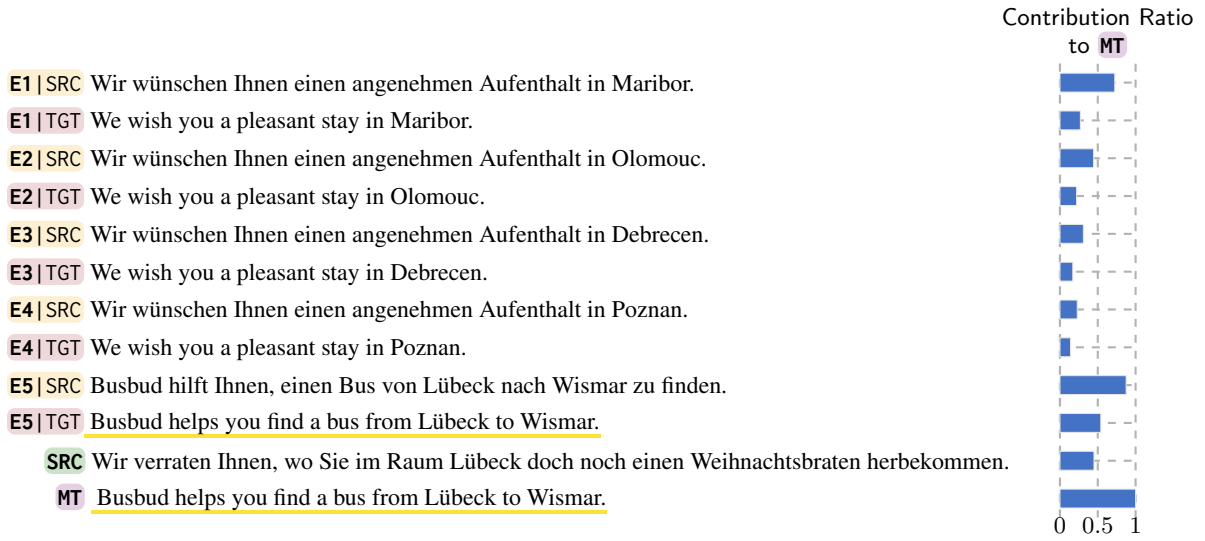 Contribution Ratio
to MT
E1|SRC Wir wünschen Ihnen einen angenehmen Aufenthalt in Maribor.
E1|TGT We wish you a pleasant stay in Maribor.
E2|SRC Wir wünschen Ihnen einen angenehmen Aufenthalt in Olomouc.
E2|TGT We wish you a pleasant stay in Olomouc.
E3|SRC Wir wünschen Ihnen einen angenehmen Aufenthalt in Debrecen.
E3|TGT We wish you a pleasant stay in Debrecen.
E4|SRC Wir wünschen Ihnen einen angenehmen Aufenthalt in Poznan.
E4|TGT We wish you a pleasant stay in Poznan.
E5|SRC Busbud hilft Ihnen, einen Bus von Lübeck nach Wismar zu finden.
E5|TGT Busbud helps you find a bus from Lübeck to Wismar.
SRC Wir verraten Ihnen, wo Sie im Raum Lübeck doch noch einen Weihnachtsbraten herbekommen.
MT Busbud helps you find a bus from Lübeck to Wismar.
0 0.5 1